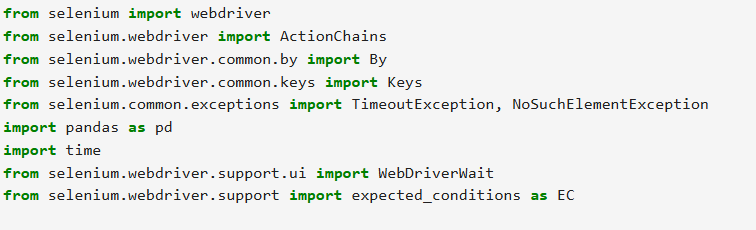 from selenium import webdriver
from selenium.webdriver import ActionChains
from selenium.webdriver.common.by import By
from selenium.webdriver.common.keys import Keys
from selenium.common.exceptions import TimeoutException, NoSuchElementException
import pandas as pd
import time
from selenium.webdriver.support.ui import WebDriverWait
from selenium.webdriver.support import expected_conditions as EC